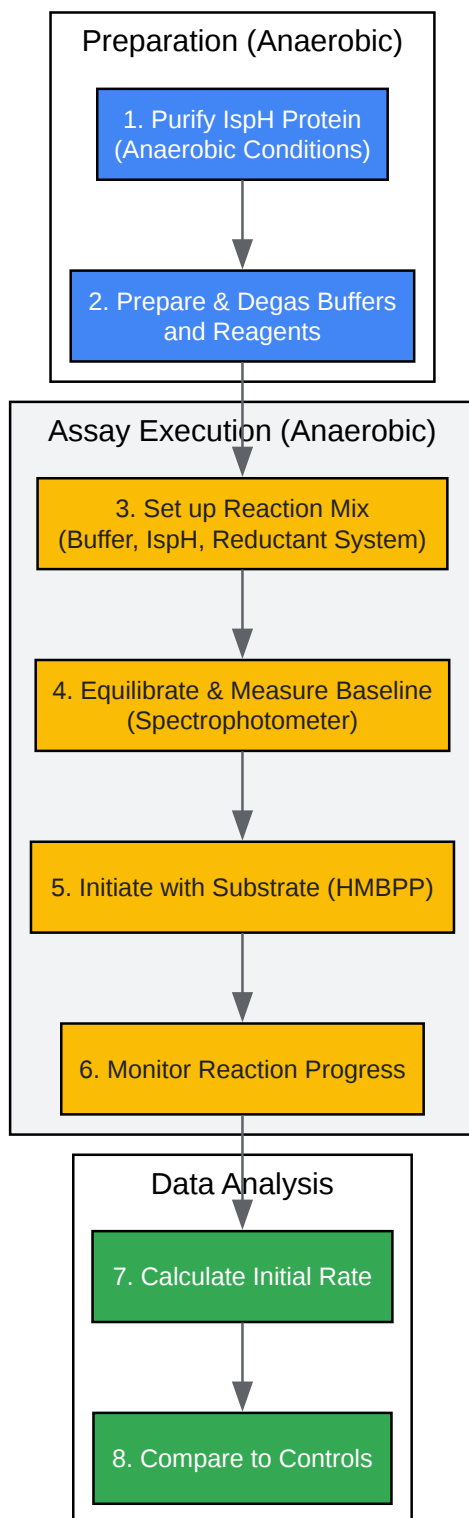 Preparation (Anaerobic)
1. Purify IspH Protein
(Anaerobic Conditions)
2. Prepare & Degas Buffers
and Reagents
Assay Execution (Anaerobic)
3. Set up Reaction Mix
(Buffer, IspH, Reductant System)
4. Equilibrate & Measure Baseline
(Spectrophotometer)
5. Initiate with Substrate (HMBPP)
6. Monitor Reaction Progress
Data Analysis
7. Calculate Initial Rate
8. Compare to Controls